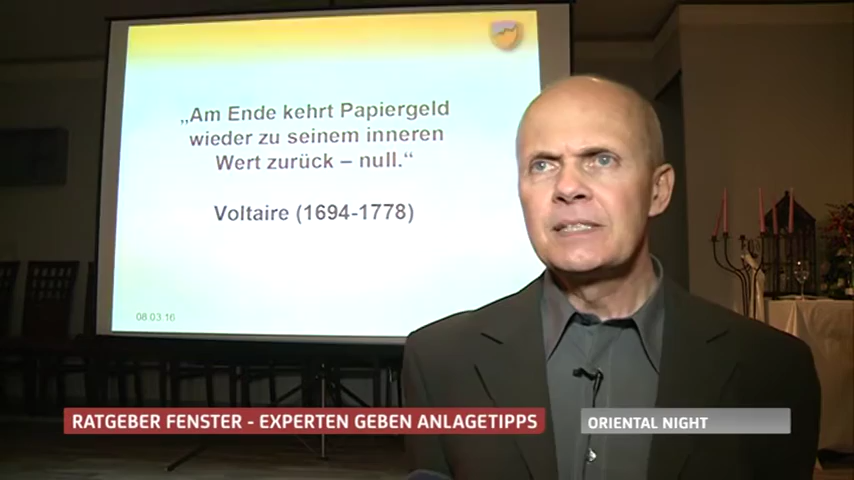 „Am Ende kehrt Papiergeld
wieder zu seinem inneren
Wert zurück – null.“
Voltaire (1694-1778)
08.03.16
RATGEBER FENSTER - EXPERTEN GEBEN ANLAGETIPPS
ORIENTAL NIGHT